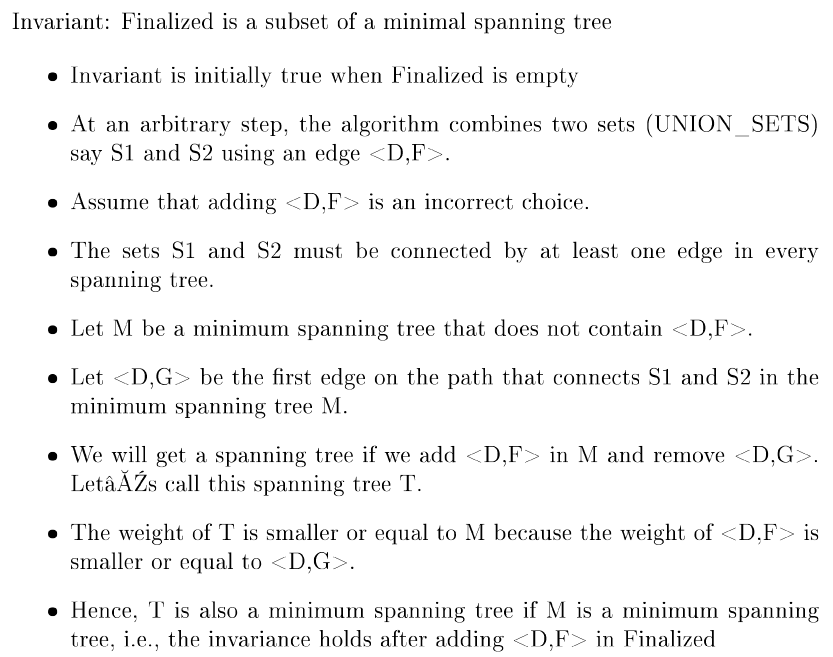 Invariant: Finalized is a subset of a minimal spanning tree
• Invariant is initially true when Finalized is empty
• At an arbitrary step, the algorithm combines two sets (UNION_SETS)
say S1 and S2 using an edge <D,F>.
• Assume that adding <D,F> is an incorrect choice.
• The sets S1 and S2 must be connected by at least one edge in every
spanning tree.
• Let M be a minimum spanning tree that does not contain <D,F>.
• Let <D,G> be the first edge on the path that connects S1 and S2 in the
minimum spanning tree M.
• We will get a spanning tree if we add <D,F> in M and remove <D,G>.
LetâĂŹs call this spanning tree T.
• The weight of T is smaller or equal to M because the weight of <D,F> is
smaller or equal to <D,G>.
• Hence, T is also a minimum spanning tree if M is a minimum spanning
tree, i.e., the invariance holds after adding <D,F> in Finalized